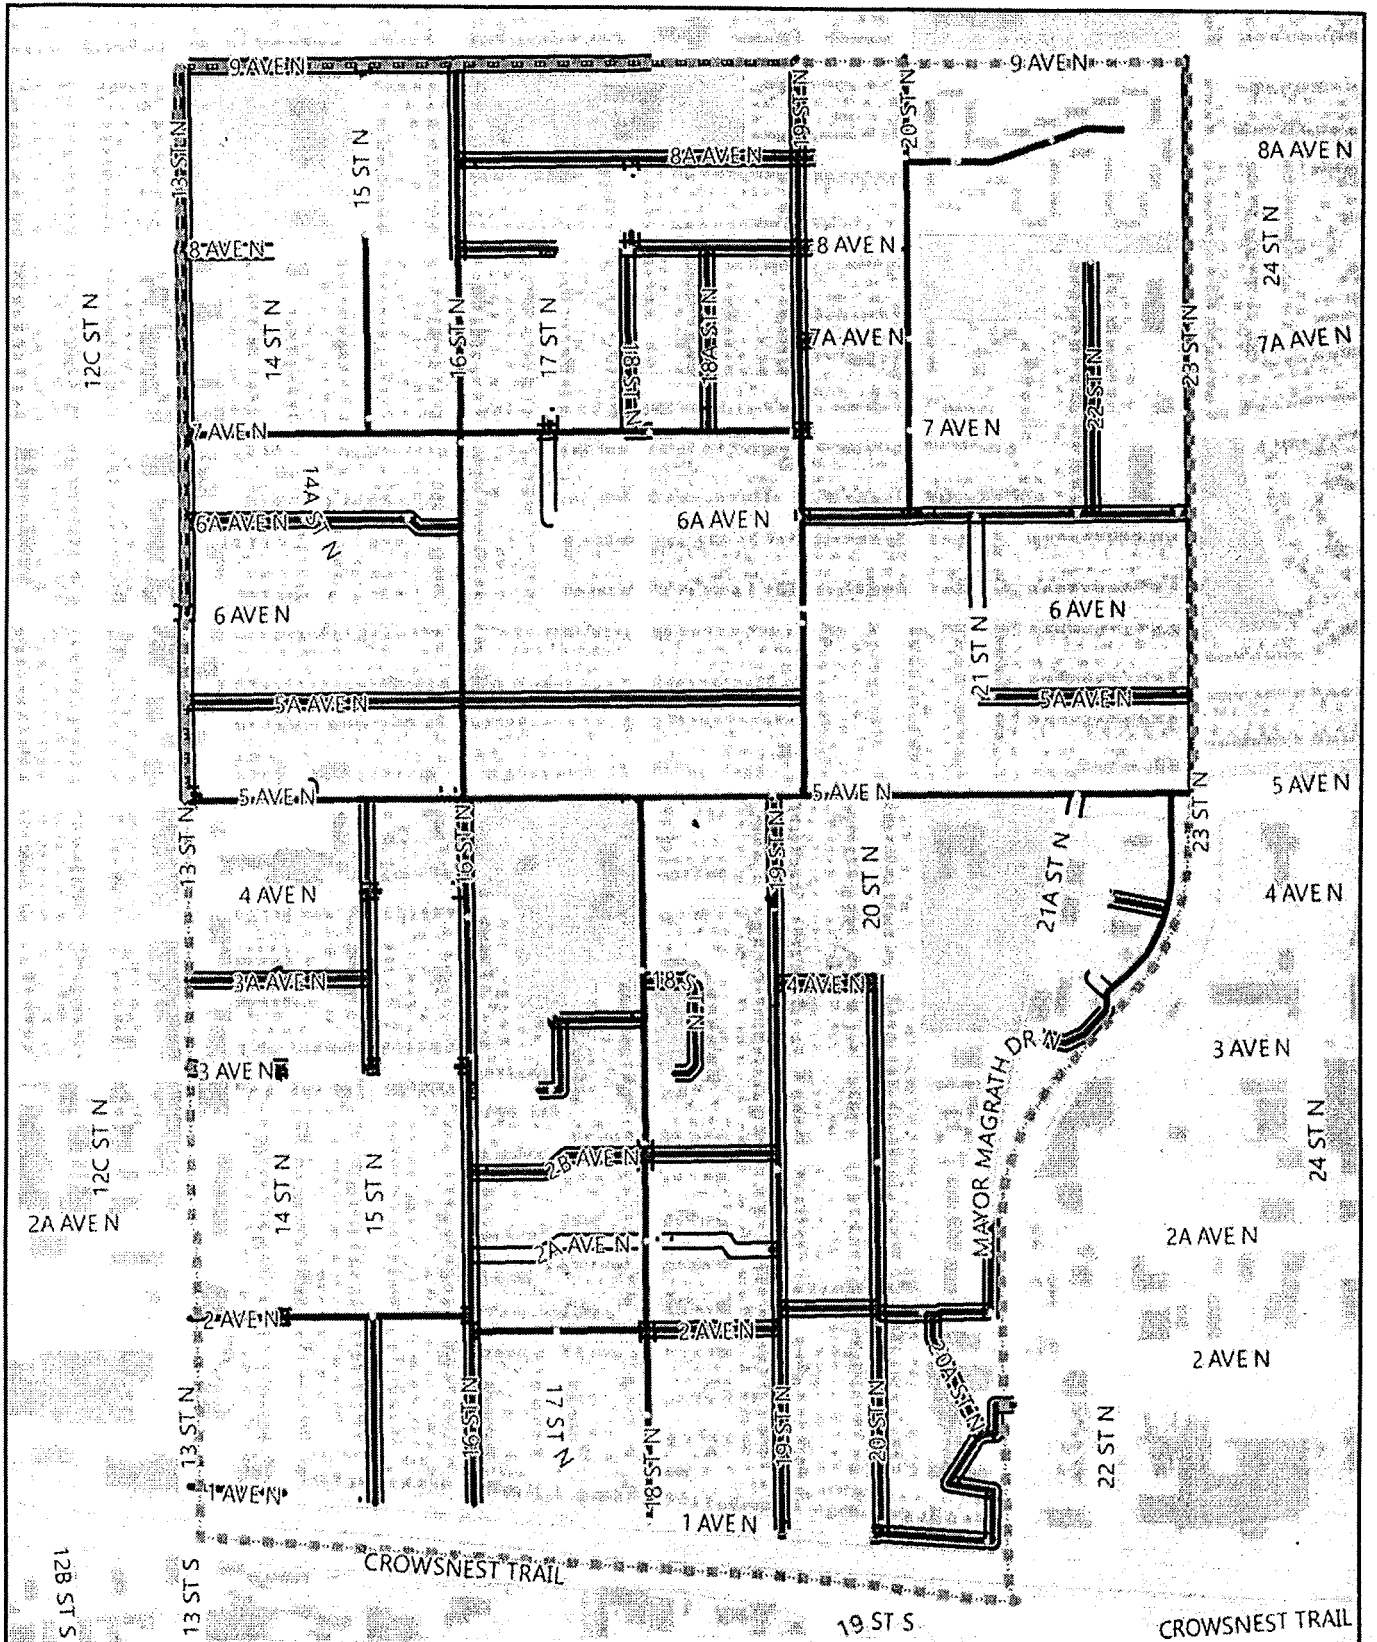 9 AVE N
9 AVE N
13 ST N
15 ST N
19 ST N
20 ST N
8A AVE N
8A AVE N
8 AVE N
8 AVE N
24 ST N
12C ST N
14 ST N
16 ST N
17 ST N
18 ST N
18A ST N
7A AVE N
22 ST N
23 ST N
7A AVE N
7 AVE N
7 AVE N
14A ST N
6A AVE N
6A AVE N
6 AVE N
21 ST N
6 AVE N
5A AVE N
5A AVE N
5 AVE N
5 AVE N
5 AVE N
13 ST N
16 ST N
19 ST N
23 ST N
4 AVE N
20 ST N
21A ST N
4 AVE N
3A AVE N
18 ST N
4 AVE N
3 AVE N
MAYOR MAGRATH DR N
3 AVE N
12C ST N
24 ST N
14 ST N
15 ST N
2B AVE N
2A AVE N
2A AVE N
2A AVE N
2 AVE N
2 AVE N
20A ST N
2 AVE N
13 ST N
16 ST N
17 ST N
18 ST N
19 ST N
20 ST N
22 ST N
1 AVE N
1 AVE N
12B ST S
13 ST S
CROWSNEST TRAIL
19 ST S
CROWSNEST TRAIL